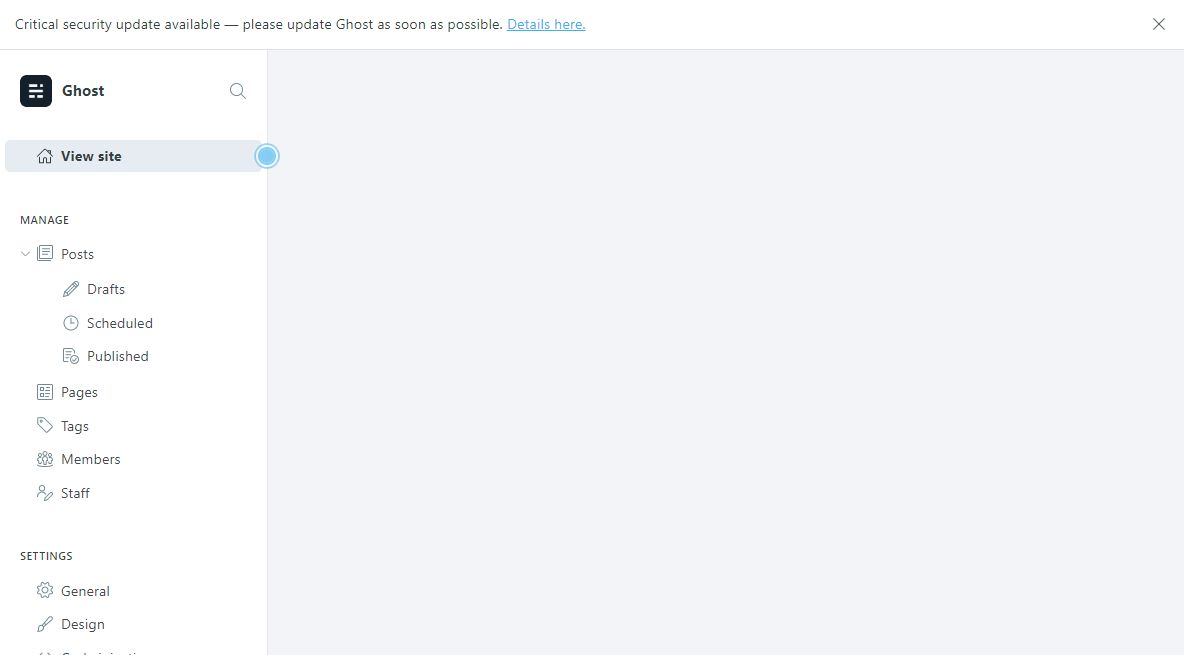 Critical security update available — please update Ghost as soon as possible. Details here.
Ghost
View site
MANAGE
Posts
Drafts
Scheduled
Published
Pages
Tags
Members
Staff
SETTINGS
General
Design